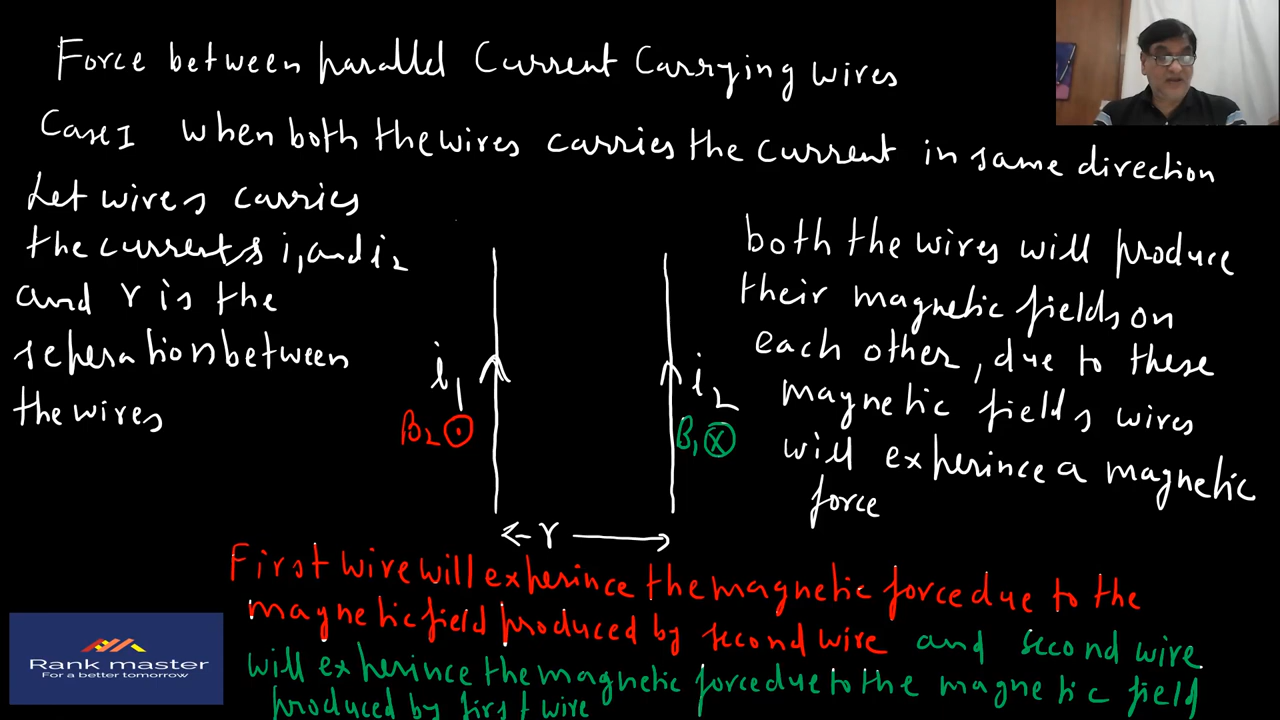 Force between parallel Current Carrying wires
Case I when both the wires carries the current in same direction
Let wires carries
the currents i1 and i2
and r is the
seperation between
the wires
both the wires will produce
their magnetic fields on
each other, due to these
magnetic fields wires
will experince a magnetic
force
i1
i2
B2
B1
r
First wire will experince the magnetic force due to the
magnetic field produced by second wire and second wire
will experince the magnetic force due to the magnetic field
produced by first wire
Rank master
For a better tomorrow